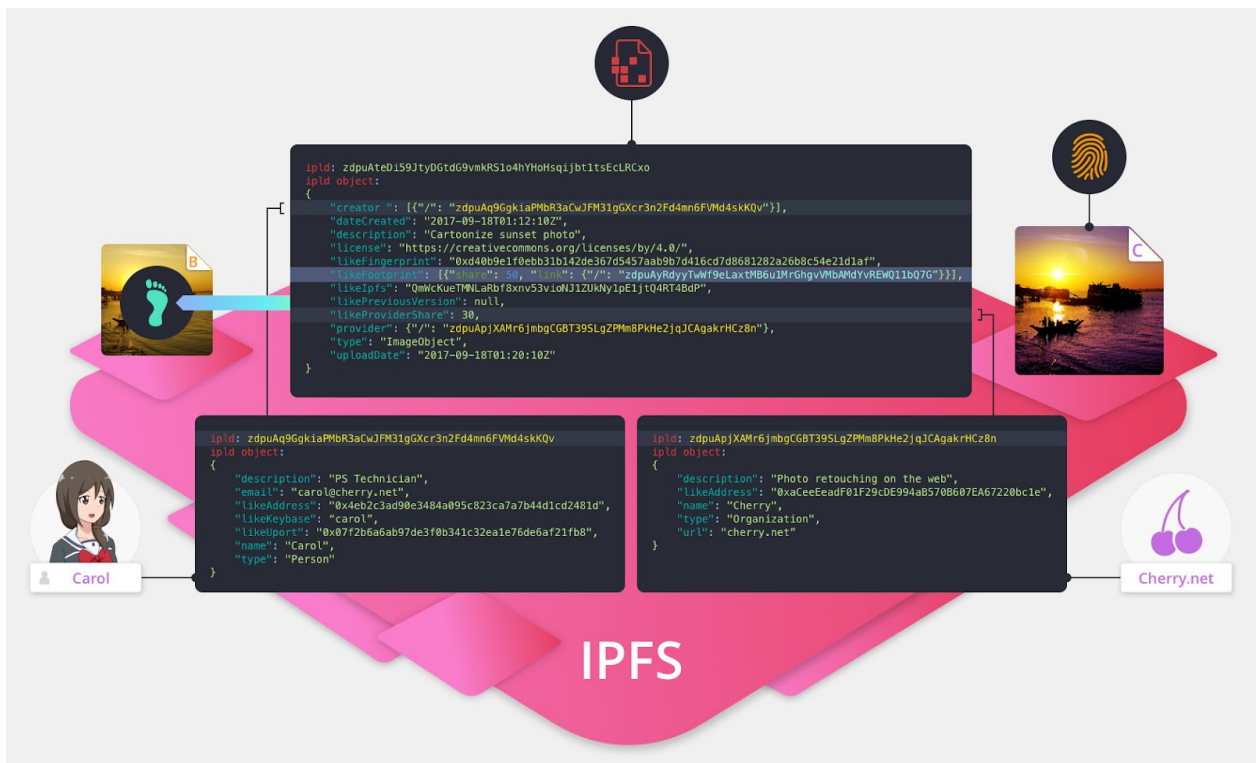 ipld: zdpuAteDi59JtyDGtdG9vmkRS1o4hYHoHsqijbt1tsEcLRCxo
ipld object:
{
"creator ": [{"/": "zdpuAq9GgkiaPMbR3aCwJFM31gGXcr3n2Fd4mn6FVMd4skKQv"}],
"dateCreated": "2017-09-18T01:12:10Z",
"description": "Cartoonize sunset photo",
"license": "https://creativecommons.org/licenses/by/4.0/",
"likeFingerprint": "0xd40b9e1f0ebb31b142de367d5457aab9b7d416cd7d8681282a26b8c54e21d1af",
"likeFootprint": [{"share": 50, "link": {"/": "zdpuAyRdyyTwWf9eLaxtMB6u1MrGhgvVMbAMdYvREWQ11bQ7G"}}],
"likeIpfs": "QmWcKueTMNLaRbf8xnv53vioNJ1ZUkNy1pE1jtQ4RT4BdP",
"likePreviousVersion": null,
"likeProviderShare": 30,
"provider": {"/": "zdpuApjXAMr6jmbgCGBT39SLgZPMm8PkHe2jqJCAgakrHCz8n"},
"type": "ImageObject",
"uploadDate": "2017-09-18T01:20:10Z"
}
B
C
ipld: zdpuAq9GgkiaPMbR3aCwJFM31gGXcr3n2Fd4mn6FVMd4skKQv
ipld object:
{
"description": "PS Technician",
"email": "carol@cherry.net",
"likeAddress": "0x4eb2c3ad90e3484a095c823ca7a7b44d1cd2481d",
"likeKeybase": "carol",
"likeUport": "0x07f2b6a6ab97de3f0b341c32ea1e76de6af21fb8",
"name": "Carol",
"type": "Person"
}
Carol
ipld: zdpuApjXAMr6jmbgCGBT39SLgZPMm8PkHe2jqJCAgakrHCz8n
ipld object:
{
"description": "Photo retouching on the web",
"likeAddress": "0xaCeeEeadF01F29cDE994aB570B607EA67220bc1e",
"name": "Cherry",
"type": "Organization",
"url": "cherry.net"
}
Cherry.net
IPFS